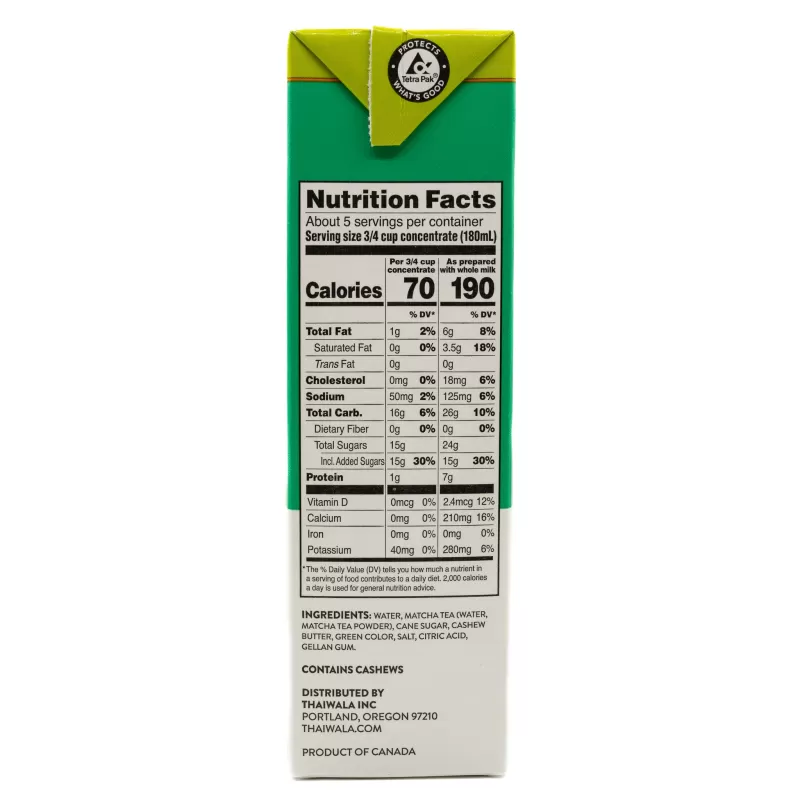 PROTECTS
Tetra Pak®
WHAT'S GOOD
Nutrition Facts
About 5 servings per container
Serving size 3/4 cup concentrate (180mL)
Per 3/4 cup concentrate As prepared with whole milk
Calories 70 190
% DV* % DV*
Total Fat 1g 2% 6g 8%
Saturated Fat 0g 0% 3.5g 18%
Trans Fat 0g 0g
Cholesterol 0mg 0% 18mg 6%
Sodium 50mg 2% 125mg 6%
Total Carb. 16g 6% 26g 10%
Dietary Fiber 0g 0% 0g 0%
Total Sugars 15g 24g
Incl. Added Sugars 15g 30% 15g 30%
Protein 1g 7g
Vitamin D 0mcg 0% 2.4mcg 12%
Calcium 0mg 0% 210mg 16%
Iron 0mg 0% 0mg 0%
Potassium 40mg 0% 280mg 6%
*The % Daily Value (DV) tells you how much a nutrient in
a serving of food contributes to a daily diet. 2,000 calories
a day is used for general nutrition advice.
INGREDIENTS: WATER, MATCHA TEA (WATER,
MATCHA TEA POWDER), CANE SUGAR, CASHEW
BUTTER, GREEN COLOR, SALT, CITRIC ACID,
GELLAN GUM.
CONTAINS CASHEWS
DISTRIBUTED BY
THAIWALA INC
PORTLAND, OREGON 97210
THAIWALA.COM
PRODUCT OF CANADA